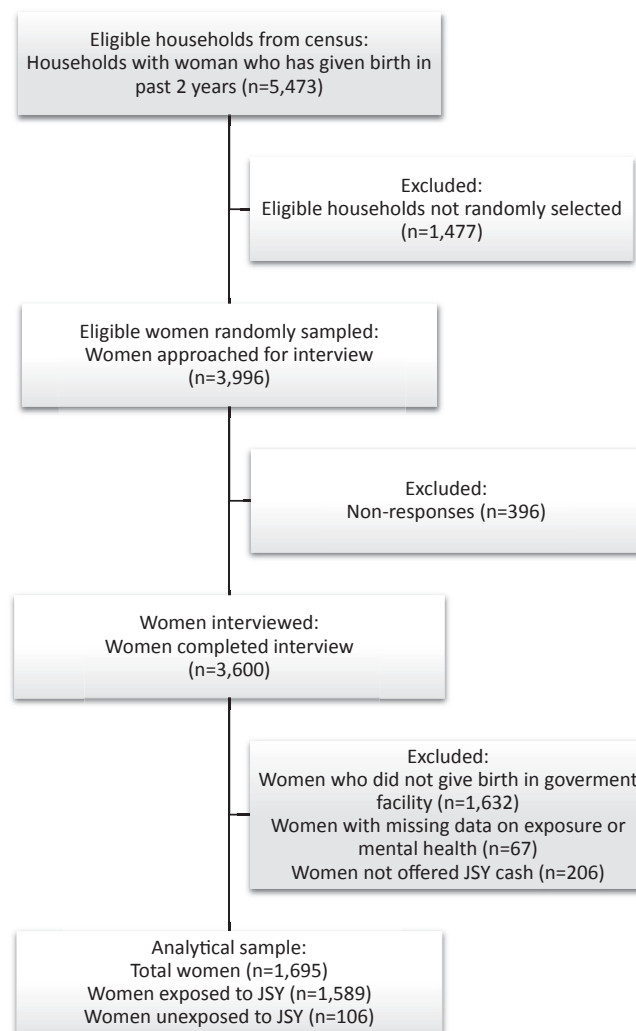 Eligible households from census:
Households with woman who has given birth in
past 2 years (n=5,473)
Excluded:
Eligible households not randomly selected
(n=1,477)
Eligible women randomly sampled:
Women approached for interview
(n=3,996)
Excluded:
Non-responses (n=396)
Women interviewed:
Women completed interview
(n=3,600)
Excluded:
Women who did not give birth in goverment
facility (n=1,632)
Women with missing data on exposure or
mental health (n=67)
Women not offered JSY cash (n=206)
Analytical sample:
Total women (n=1,695)
Women exposed to JSY (n=1,589)
Women unexposed to JSY (n=106)